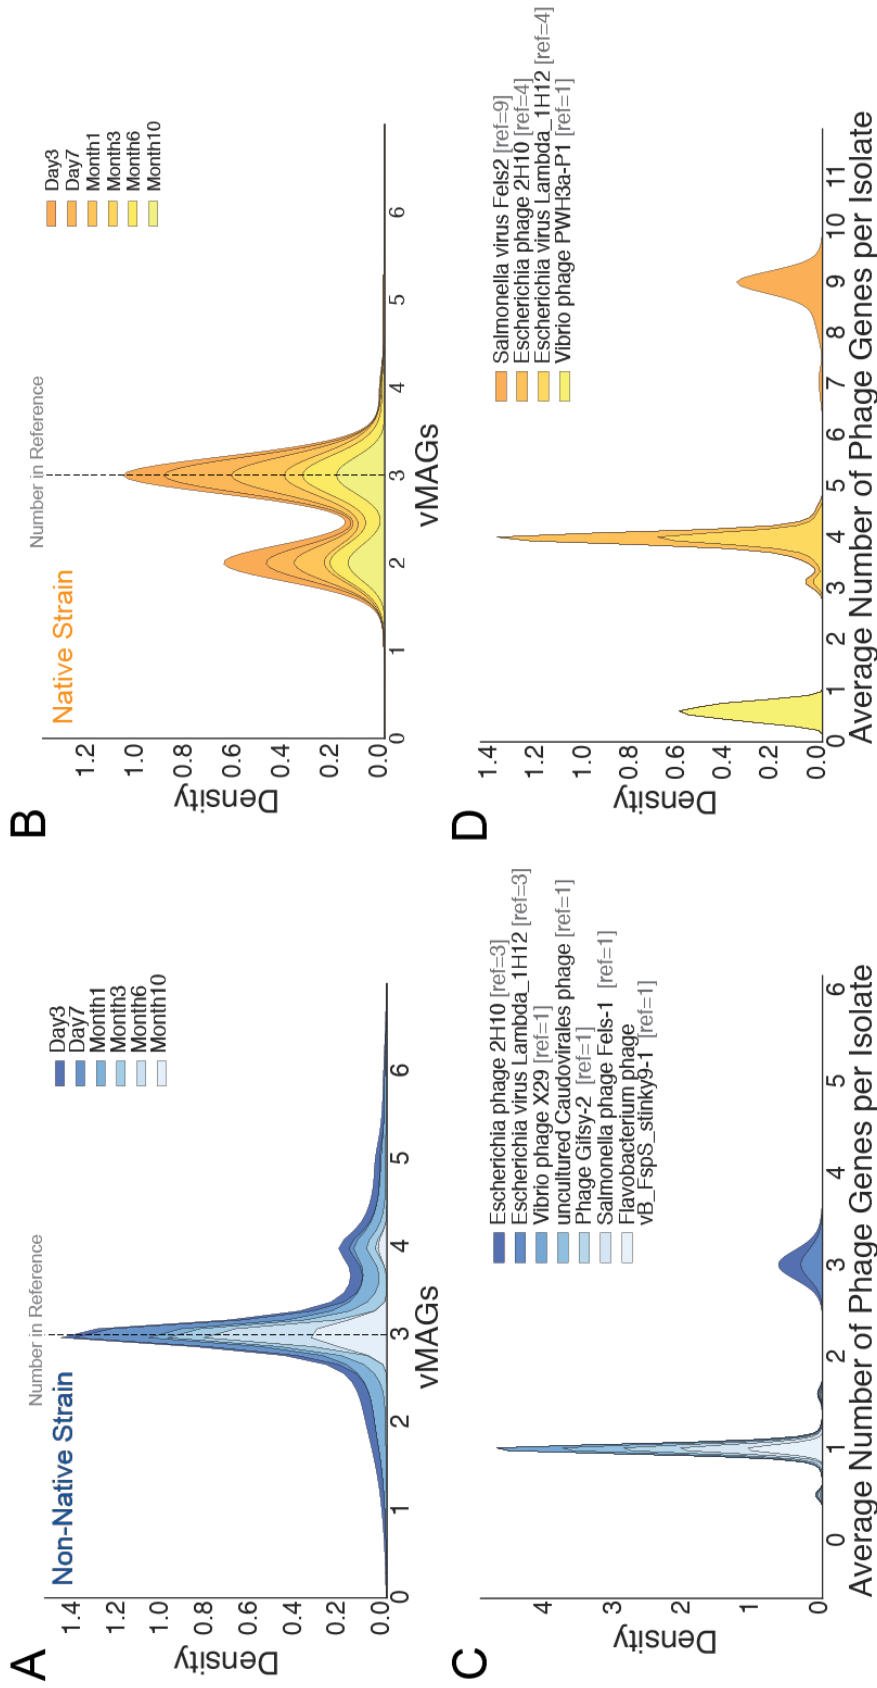 A
Non-Native Strain
Number in Reference
Day3
Day7
Month1
Month3
Month6
Month10
Density
1.4
1.2
1.0
0.8
0.6
0.4
0.2
0.0
0 1 2 3 4 5 6
vMAGs
B
Native Strain
Number in Reference
Day3
Day7
Month1
Month3
Month6
Month10
Density
1.2
1.0
0.8
0.6
0.4
0.2
0.0
0 1 2 3 4 5 6
vMAGs
C
Escherichia phage 2H10 [ref=3]
Escherichia virus Lambda_1H12 [ref=3]
Vibrio phage X29 [ref=1]
uncultured Caudovirales phage [ref=1]
Phage Gifsy-2 [ref=1]
Salmonella phage Fels-1 [ref=1]
Flavobacterium phage
vB_FspS_stinky9-1 [ref=1]
Density
4
3
2
1
0
0 1 2 3 4 5 6
Average Number of Phage Genes per Isolate
D
Salmonella virus Fels2 [ref=9]
Escherichia phage 2H10 [ref=4]
Escherichia virus Lambda_1H12 [ref=4]
Vibrio phage PWH3a-P1 [ref=1]
Density
1.4
1.2
1.0
0.8
0.6
0.4
0.2
0.0
0 1 2 3 4 5 6 7 8 9 10 11
Average Number of Phage Genes per Isolate